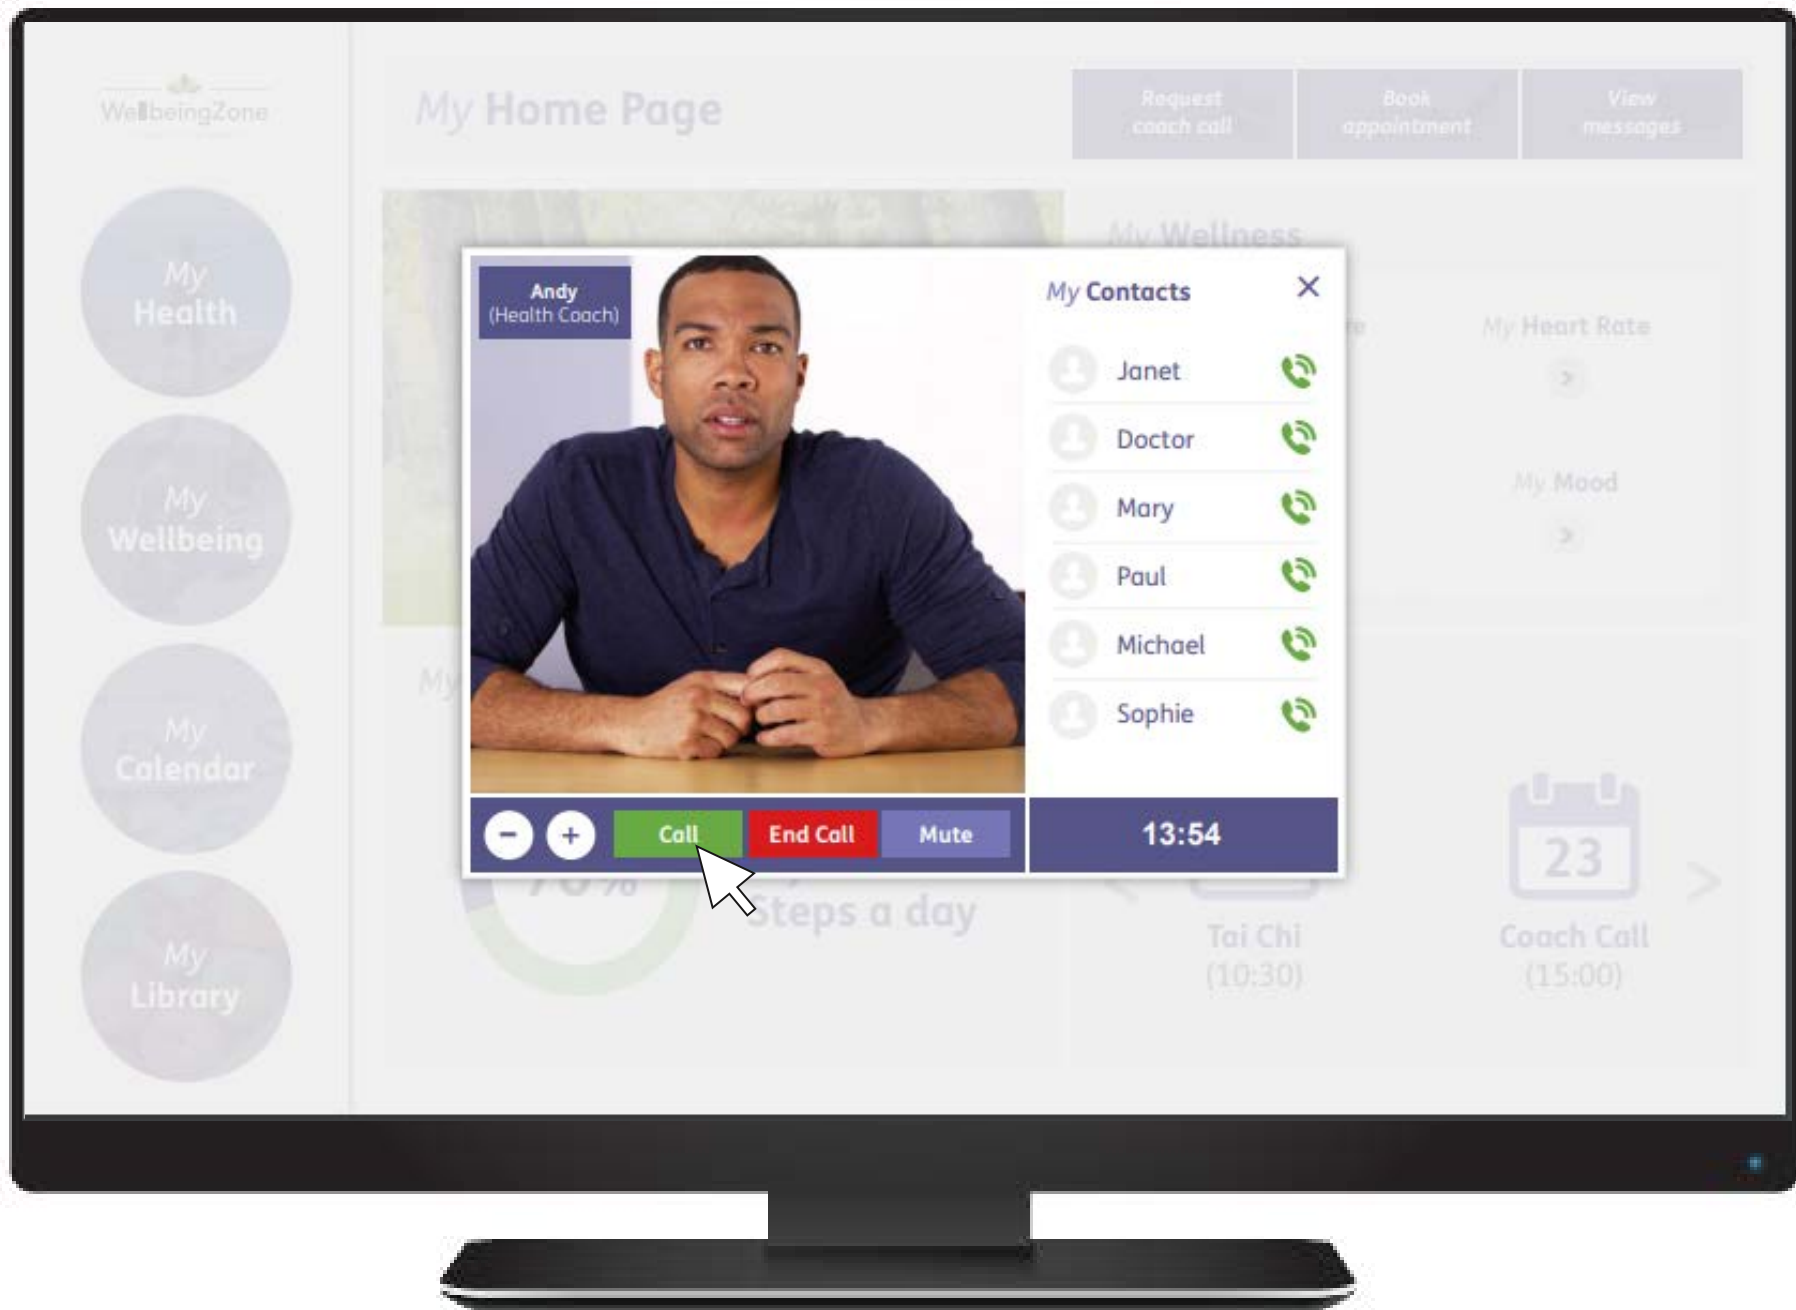 WellbeingZone
My Home Page
Request
coach call
Book
appointment
View
messages
My
Health
My
Wellbeing
My
Calendar
My
Library
My Wellness
My Heart Rate
My Mood
Andy
(Health Coach)
My Contacts
Janet
Doctor
Mary
Paul
Michael
Sophie
- + Call End Call Mute
13:54
My
Steps a day
Tai Chi
(10:30)
23
Coach Call
(15:00)